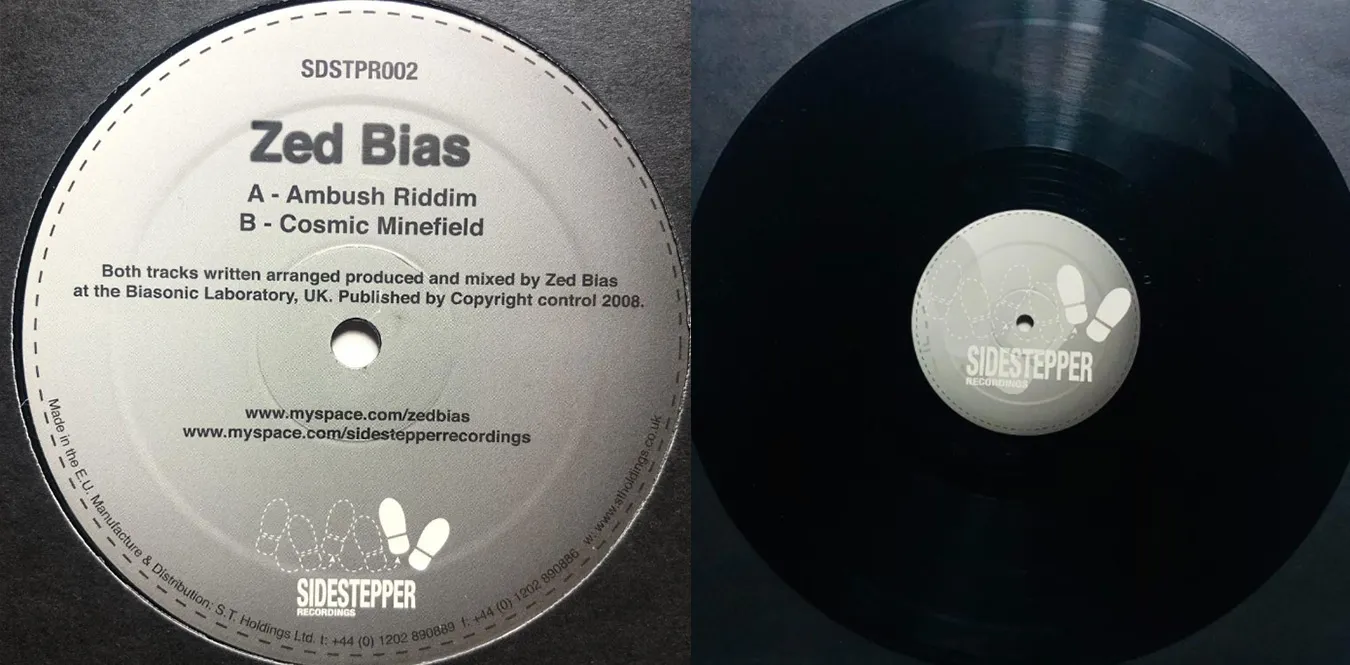 SDSTPR002
Zed Bias
A - Ambush Riddim
B - Cosmic Minefield
Both tracks written arranged produced and mixed by Zed Bias
at the Biasonic Laboratory, UK. Published by Copyright control 2008.
www.myspace.com/zedbias
www.myspace.com/sidestepperrecordings
SIDESTEPPER
RECORDINGS
Made in the E.U. Manufacture & Distribution: S.T. Holdings Ltd. t: +44 (0) 1202 890889 f: +44 (0) 1202 890886 w: www.stholdings.co.uk
SIDESTEPPER
RECORDINGS